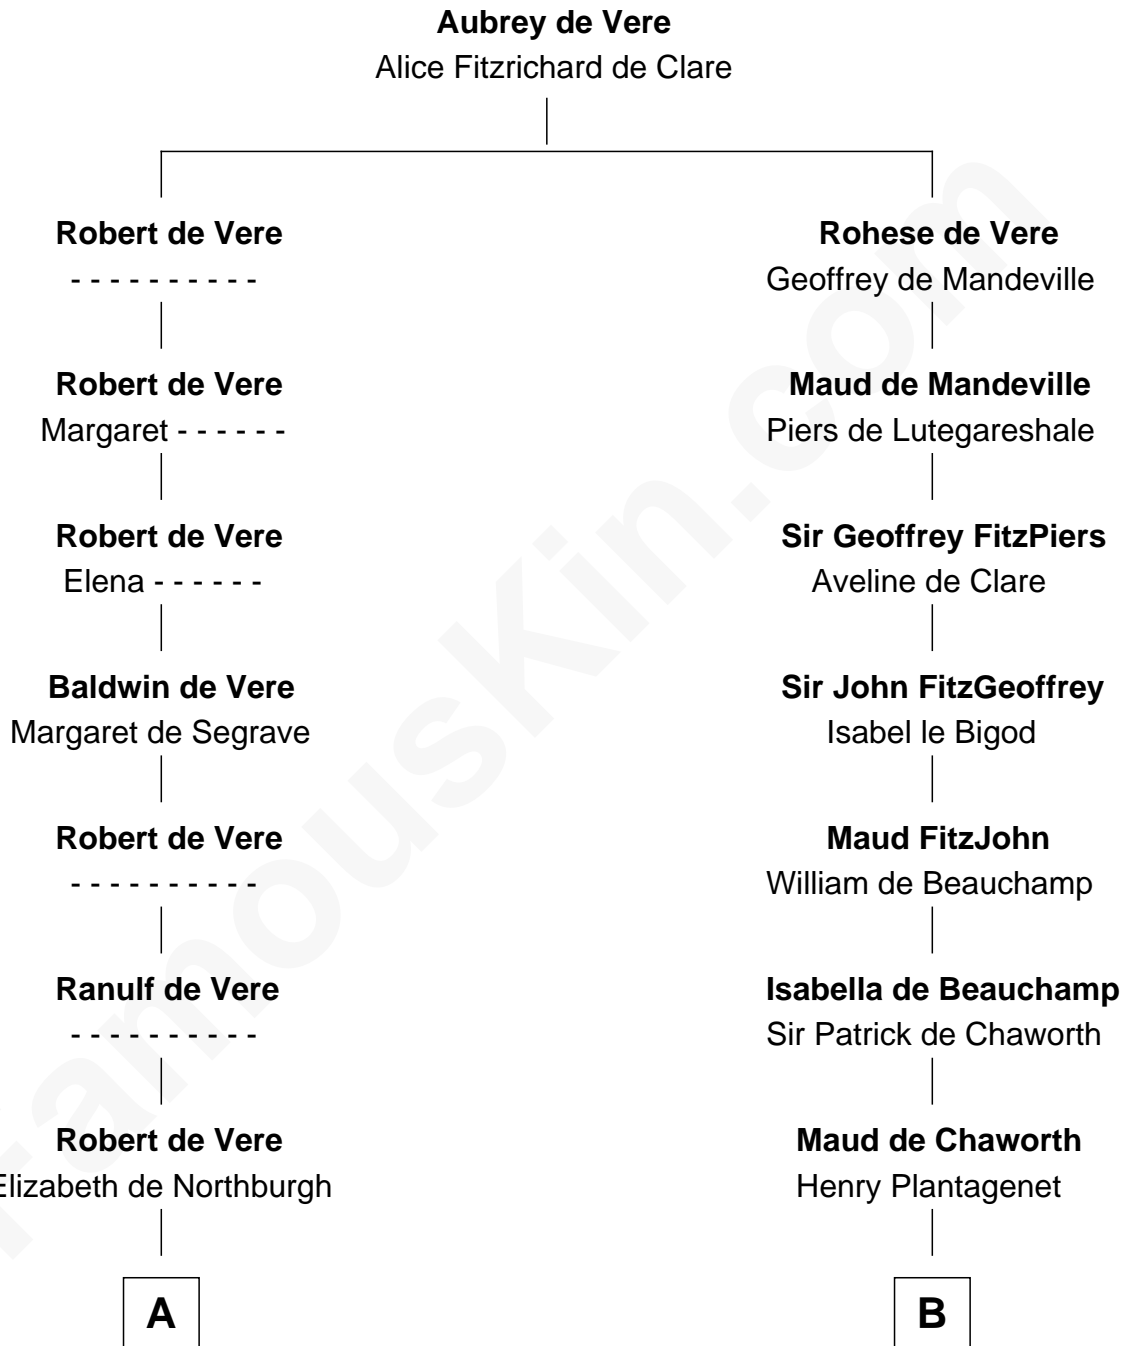 Aubrey de Vere
Alice Fitzrichard de Clare
Robert de Vere
- - - - - - - - - -
Rohese de Vere
Geoffrey de Mandeville
Robert de Vere
Margaret - - - - - -
Maud de Mandeville
Piers de Lutegareshale
Robert de Vere
Elena - - - - - -
Sir Geoffrey FitzPiers
Aveline de Clare
Baldwin de Vere
Margaret de Segrave
Sir John FitzGeoffrey
Isabel le Bigod
Robert de Vere
- - - - - - - - - -
Maud FitzJohn
William de Beauchamp
Ranulf de Vere
- - - - - - - - - -
Isabella de Beauchamp
Sir Patrick de Chaworth
Robert de Vere
Elizabeth de Northburgh
Maud de Chaworth
Henry Plantagenet
A
B
FamousKin.com